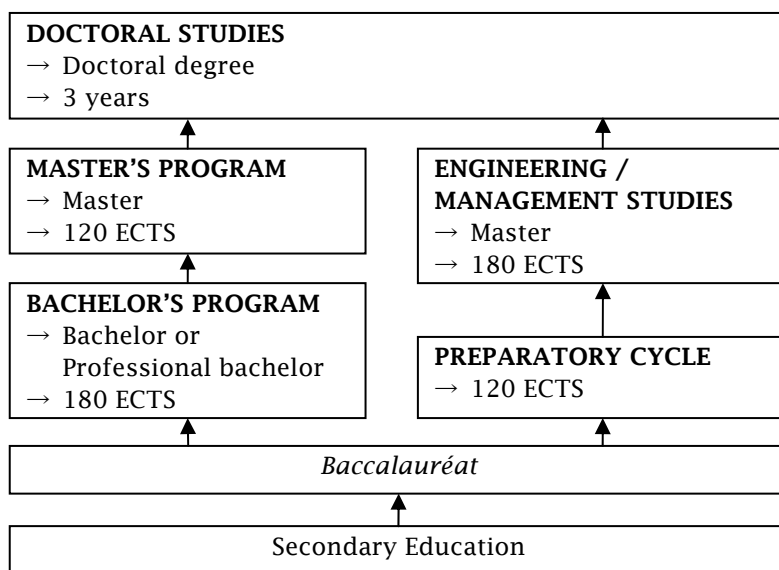 DOCTORAL STUDIES
→ Doctoral degree
→ 3 years
MASTER'S PROGRAM
→ Master
→ 120 ECTS
ENGINEERING /
MANAGEMENT STUDIES
→ Master
→ 180 ECTS
BACHELOR'S PROGRAM
→ Bachelor or
Professional bachelor
→ 180 ECTS
PREPARATORY CYCLE
→ 120 ECTS
Baccalauréat
Secondary Education